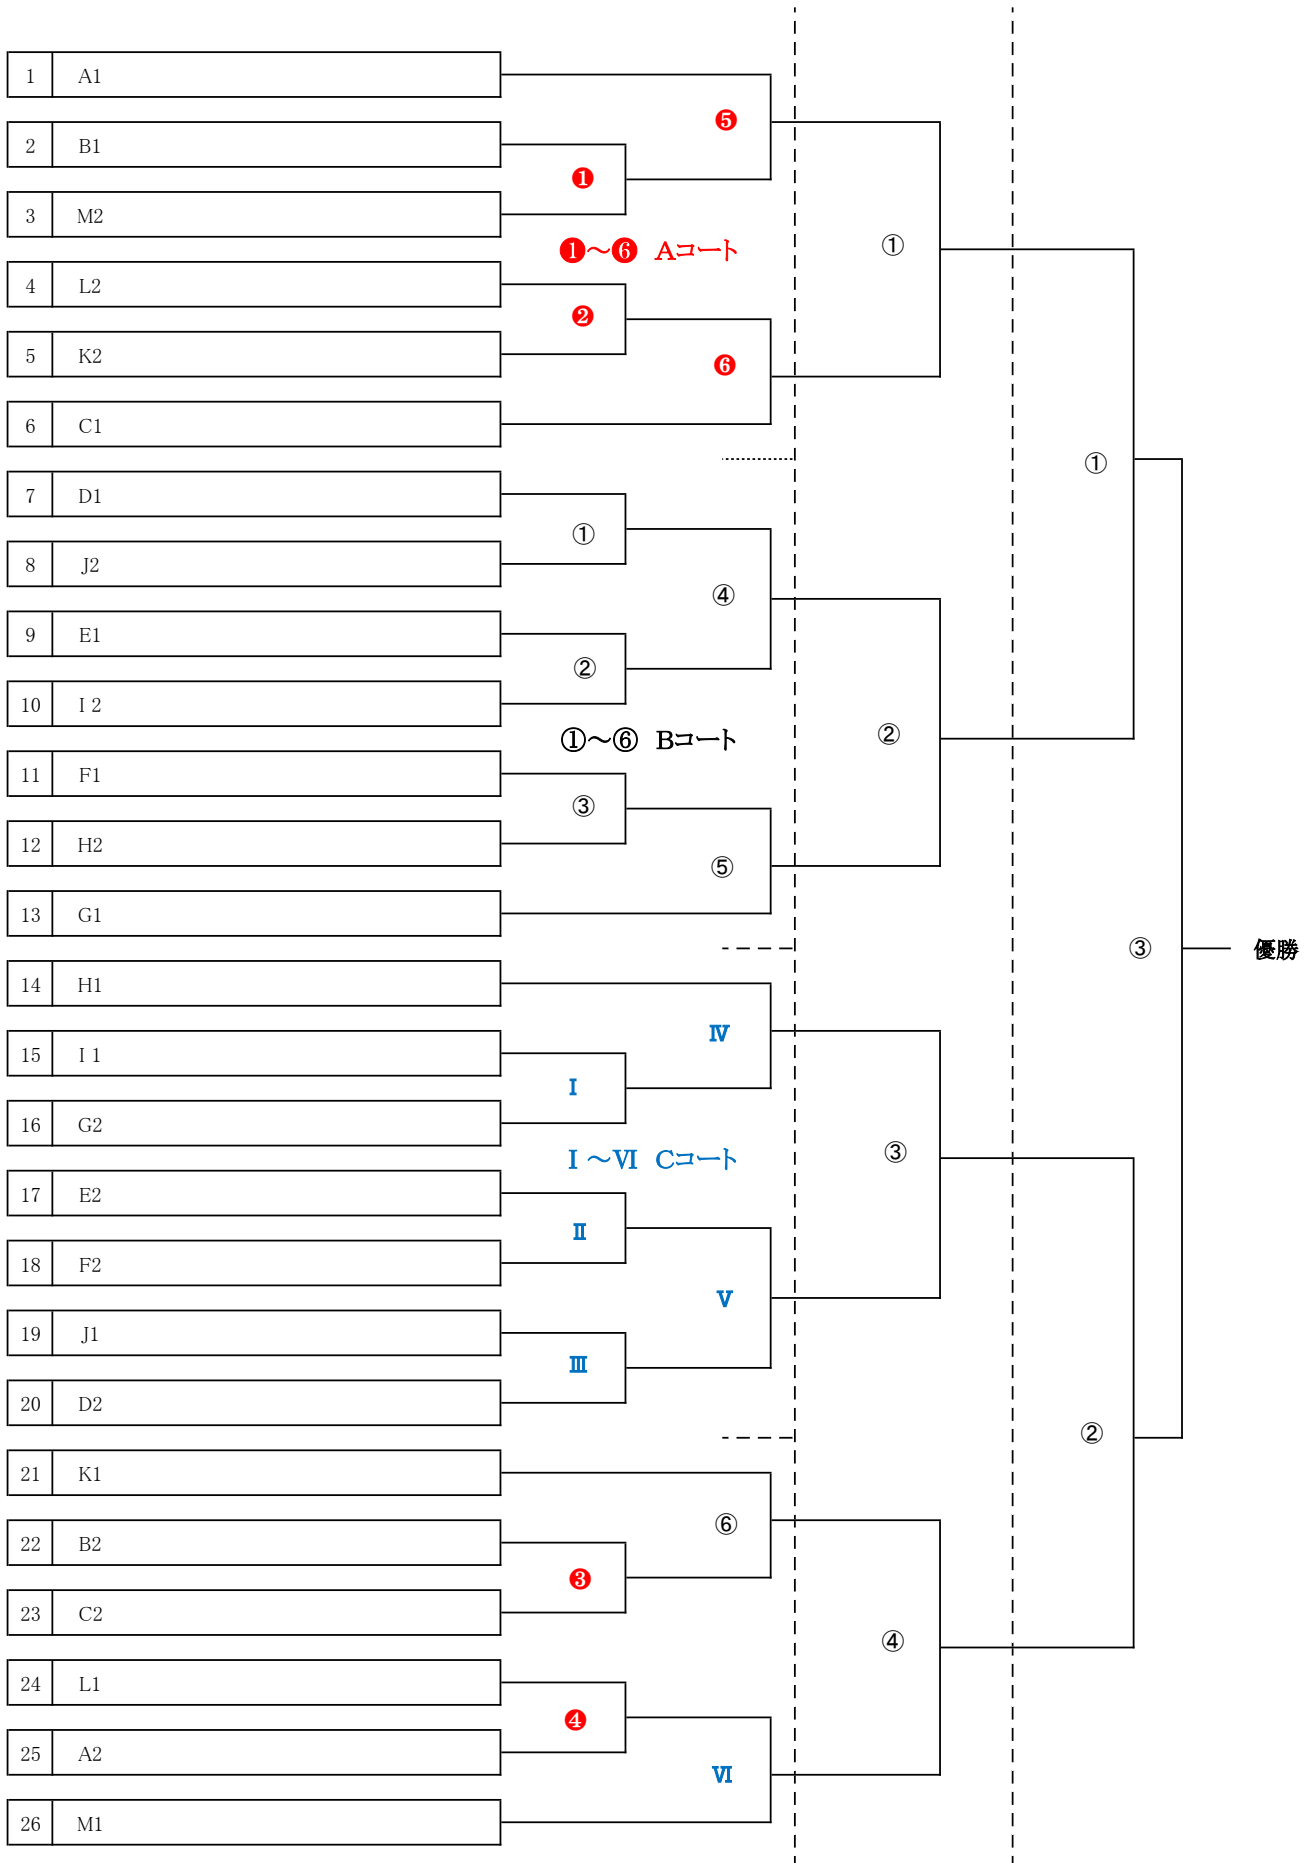 1 A1
❺
2 B1
❶
3 M2
①
❶～❻ Aコート
4 L2
❷
5 K2
❻
6 C1
①
7 D1
①
8 J2
④
9 E1
②
10 I 2
②
①～⑥ Bコート
11 F1
③
12 H2
⑤
13 G1
③ 優勝
14 H1
Ⅳ
15 I 1
Ⅰ
16 G2
③
Ⅰ～Ⅵ Cコート
17 E2
Ⅱ
18 F2
Ⅴ
19 J1
Ⅲ
20 D2
②
21 K1
⑥
22 B2
❸
23 C2
④
24 L1
❹
25 A2
Ⅵ
26 M1